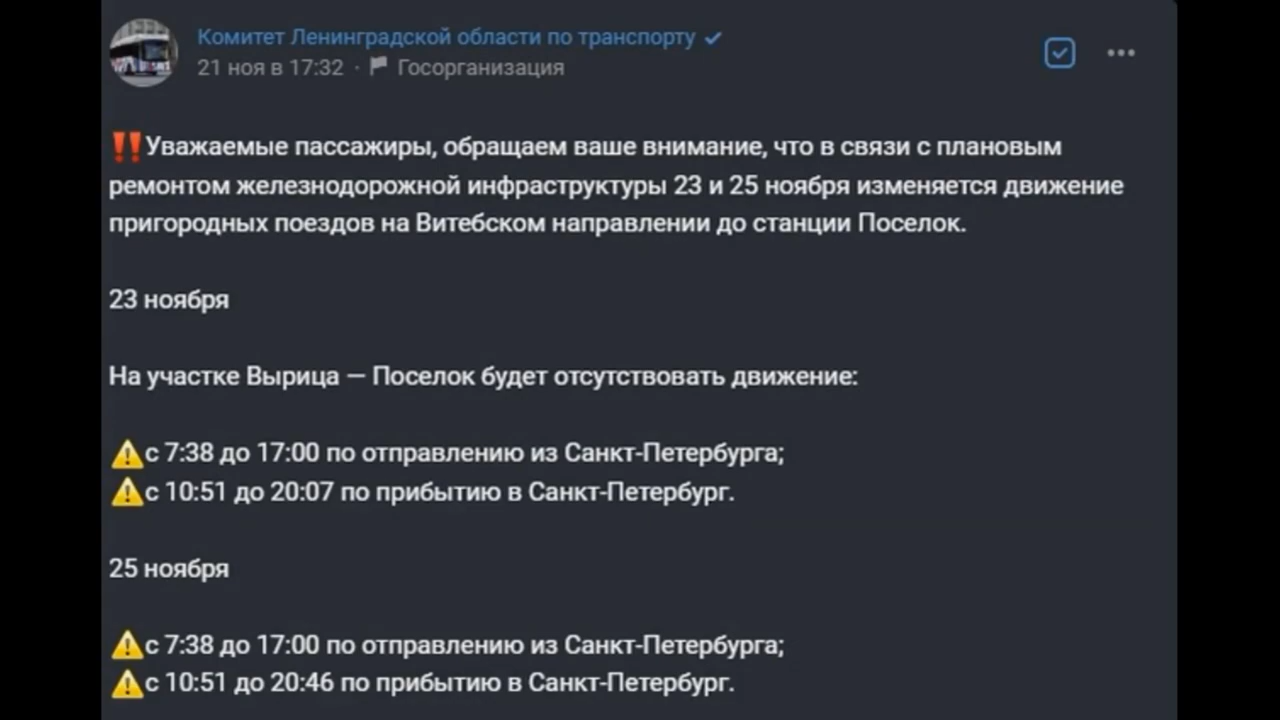 Комитет Ленинградской области по транспорту
21 ноя в 17:32 · Госорганизация
‼Уважаемые пассажиры, обращаем ваше внимание, что в связи с плановым
ремонтом железнодорожной инфраструктуры 23 и 25 ноября изменяется движение
пригородных поездов на Витебском направлении до станции Поселок.
23 ноября
На участке Вырица — Поселок будет отсутствовать движение:
⚠с 7:38 до 17:00 по отправлению из Санкт-Петербурга;
⚠с 10:51 до 20:07 по прибытию в Санкт-Петербург.
25 ноября
⚠с 7:38 до 17:00 по отправлению из Санкт-Петербурга;
⚠с 10:51 до 20:46 по прибытию в Санкт-Петербург.